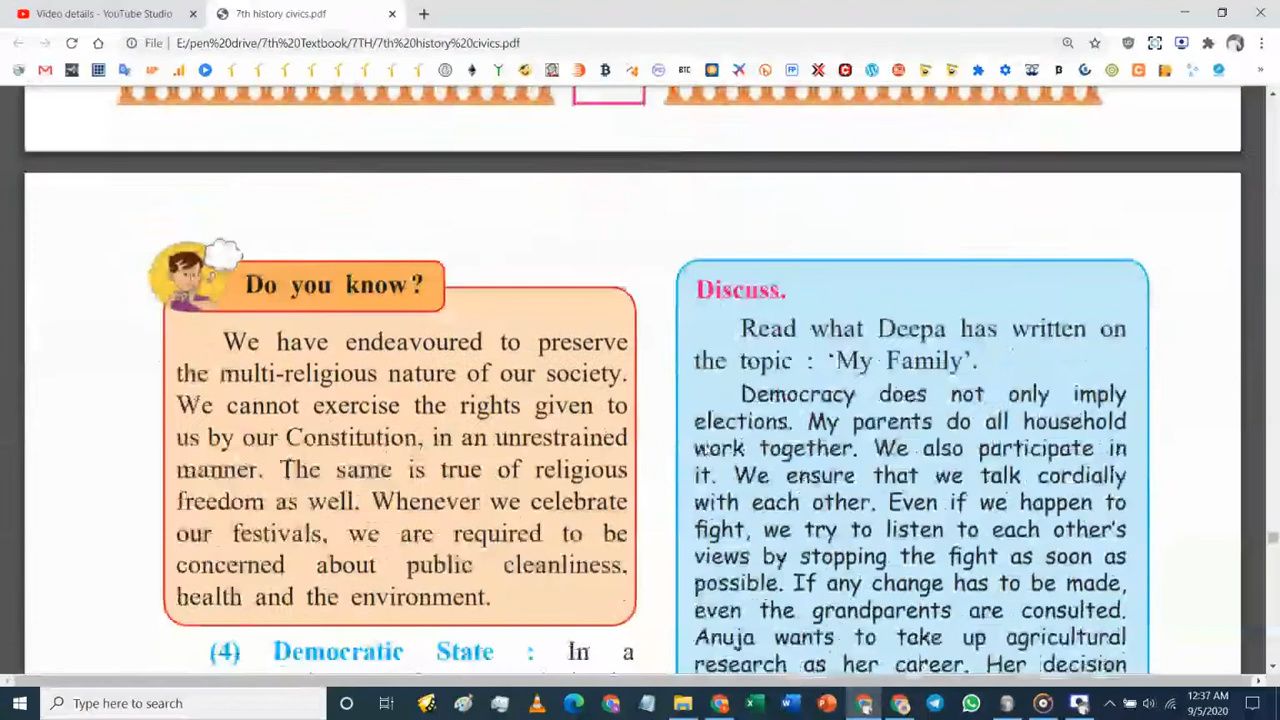 Video details - YouTube Studio
7th history civics.pdf
File
E:/pen%20drive/7th%20Textbook/7TH/7th%20history%20civics.pdf
BTC
Do you know?
We have endeavoured to preserve
the multi-religious nature of our society.
We cannot exercise the rights given to
us by our Constitution, in an unrestrained
manner. The same is true of religious
freedom as well. Whenever we celebrate
our festivals, we are required to be
concerned about public cleanliness,
health and the environment.
(4) Democratic State : In a
Discuss.
Read what Deepa has written on
the topic : 'My Family'.
Democracy does not only imply
elections. My parents do all household
work together. We also participate in
it. We ensure that we talk cordially
with each other. Even if we happen to
fight, we try to listen to each other's
views by stopping the fight as soon as
possible. If any change has to be made,
even the grandparents are consulted.
Anuja wants to take up agricultural
research as her career. Her decision
Type here to search
12:37 AM
9/5/2020